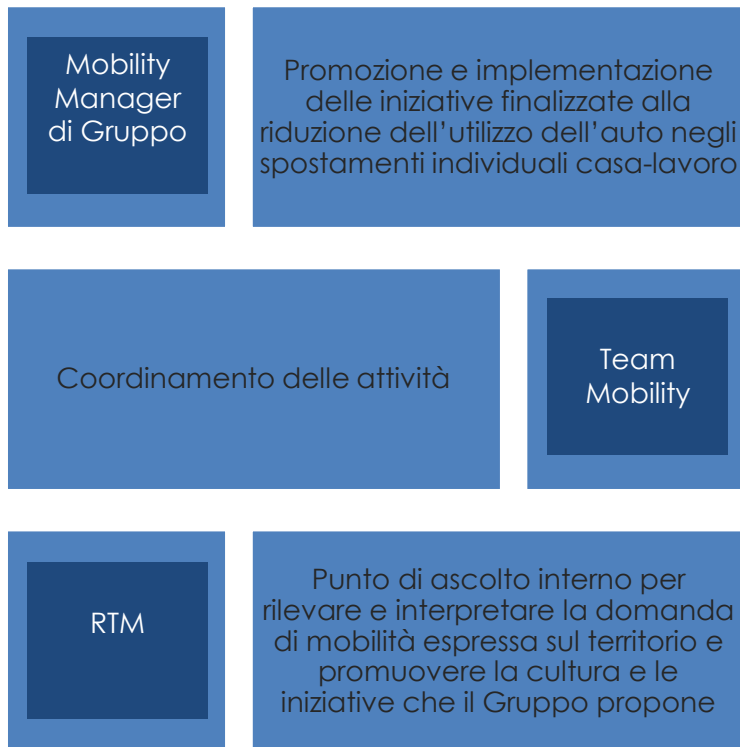 Mobility
Manager
di Gruppo
Promozione e implementazione
delle iniziative finalizzate alla
riduzione dell’utilizzo dell’auto negli
spostamenti individuali casa-lavoro
Coordinamento delle attività
Team
Mobility
RTM
Punto di ascolto interno per
rilevare e interpretare la domanda
di mobilità espressa sul territorio e
promuovere la cultura e le
iniziative che il Gruppo propone